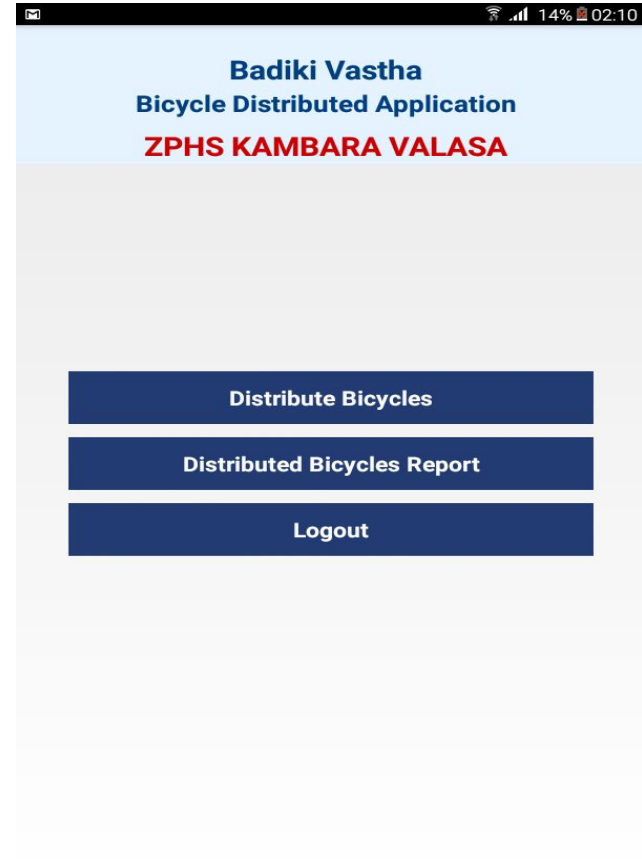 14% 02:10
Badiki Vastha
Bicycle Distributed Application
ZPHS KAMBARA VALASA
Distribute Bicycles
Distributed Bicycles Report
Logout